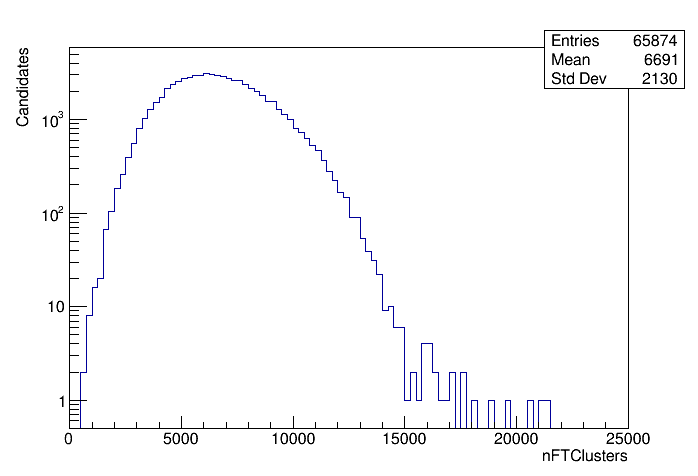 Entries 65874
Mean 6691
Std Dev 2130
Candidates
10³
10²
10
1
0 5000 10000 15000 20000 25000
nFTClusters